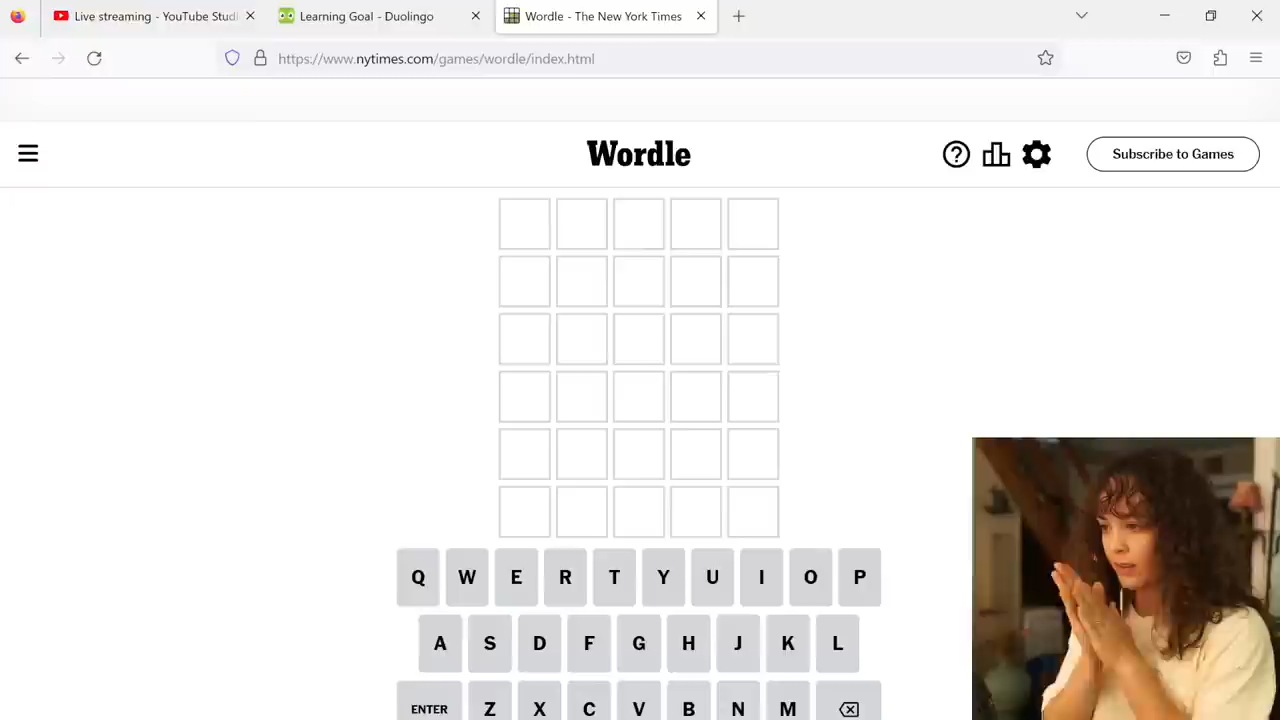 Live streaming - YouTube Stud
Learning Goal - Duolingo
Wordle - The New York Times
https://www.nytimes.com/games/wordle/index.html
Wordle
Subscribe to Games
Q W E R T Y U I O P
A S D F G H J K L
ENTER Z X C V B N M